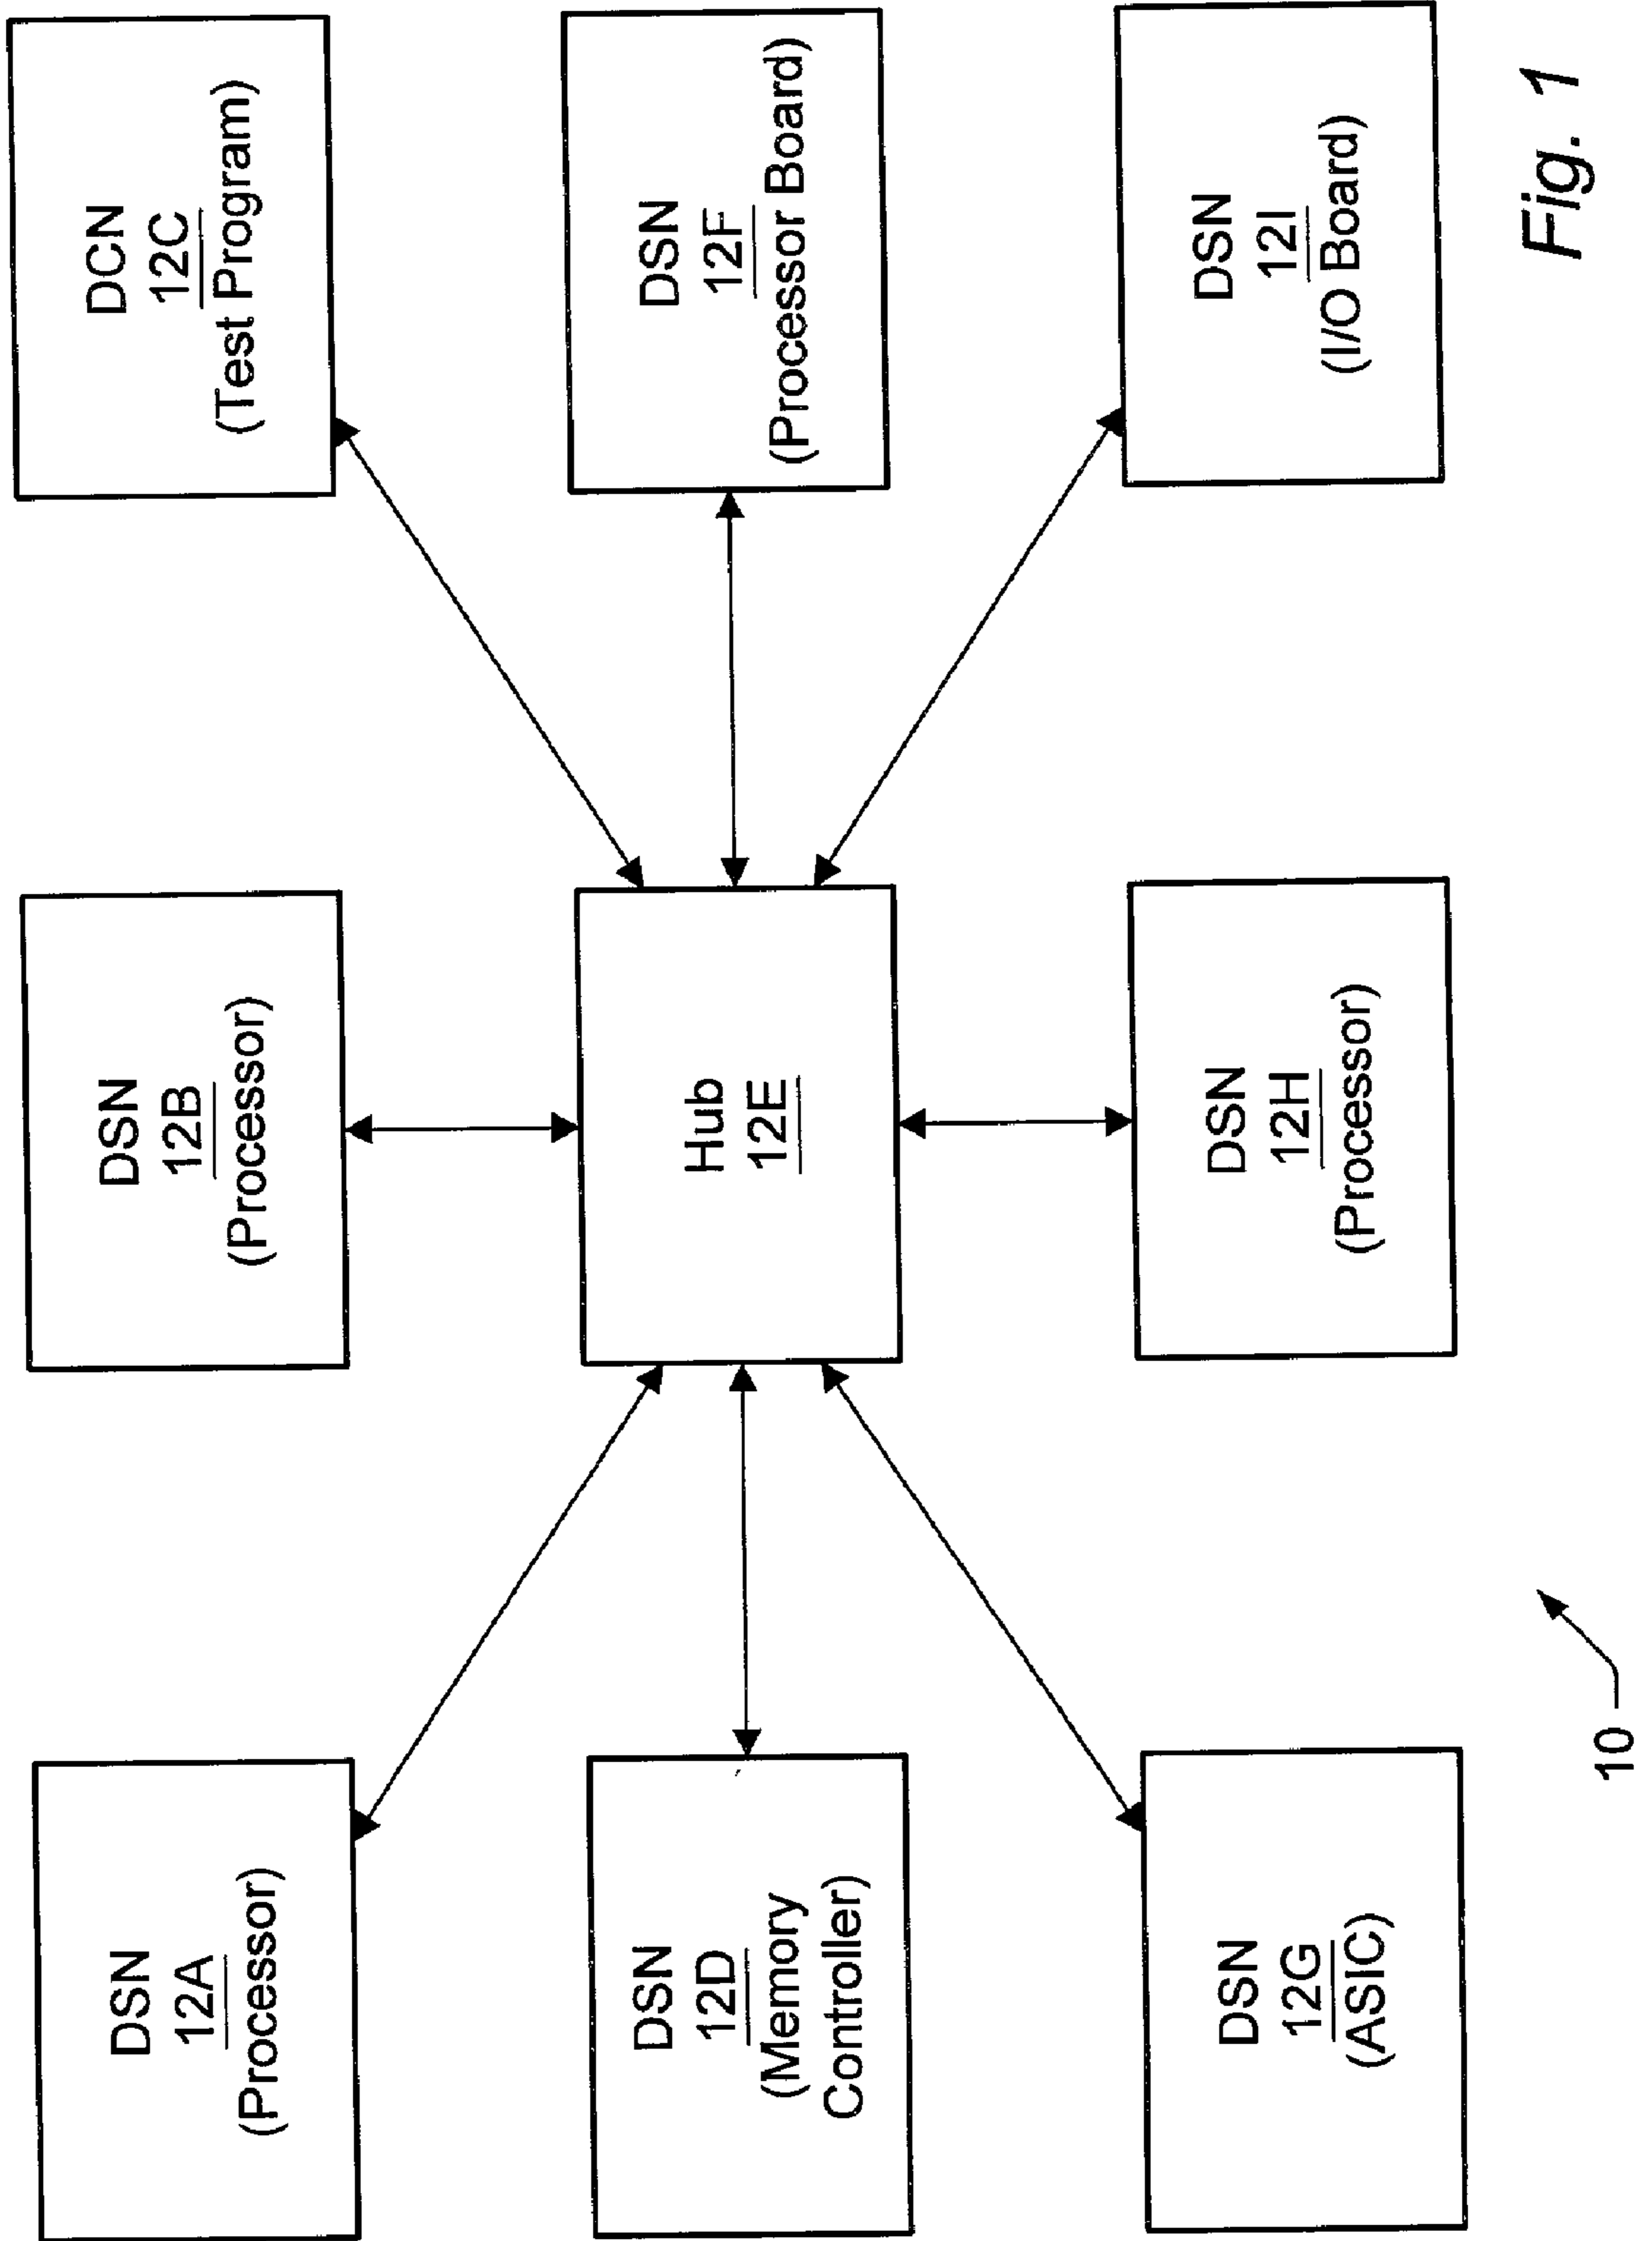 DSN
12A
(Processor)
DSN
12B
(Processor)
DCN
12C
(Test Program)
DSN
12D
(Memory
Controller)
Hub
12E
DSN
12F
(Processor Board)
DSN
12G
(ASIC)
DSN
12H
(Processor)
DSN
12I
(I/O Board)
10
Fig. 1